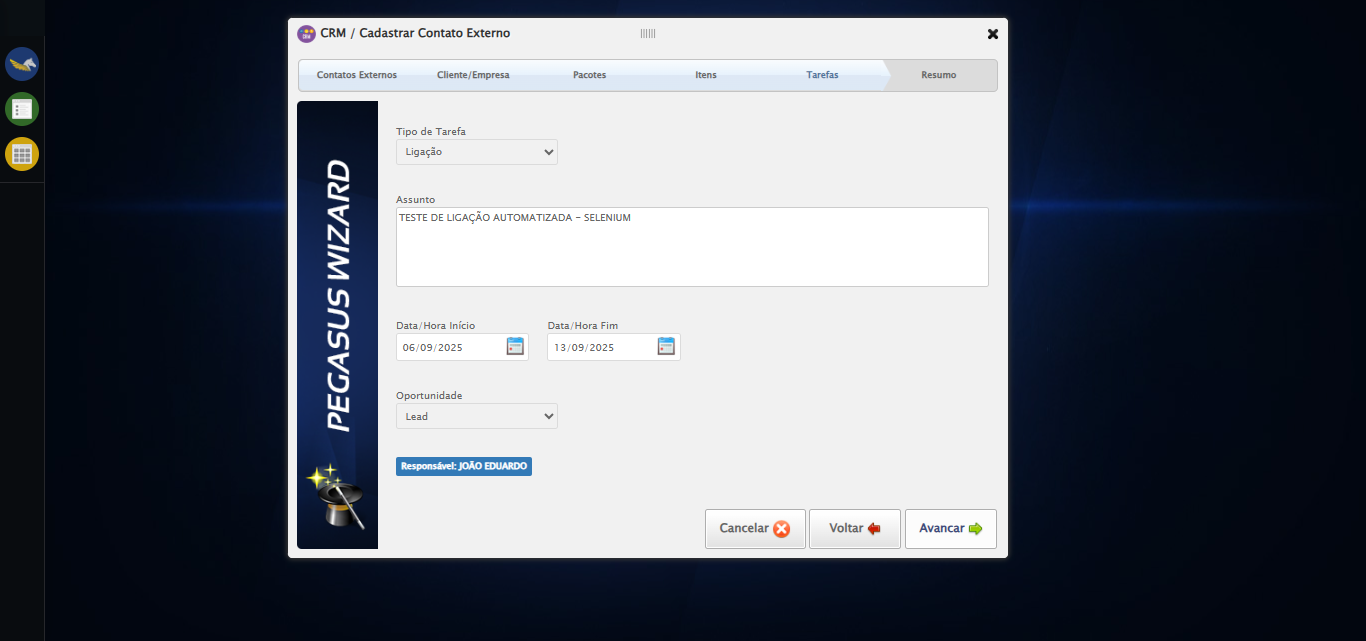 CRM / Cadastrar Contato Externo
Contatos Externos
Cliente/Empresa
Pacotes
Itens
Tarefas
Resumo
PEGASUS WIZARD
Tipo de Tarefa
Ligação
Assunto
TESTE DE LIGAÇÃO AUTOMATIZADA - SELENIUM
Data/Hora Início
Data/Hora Fim
06/09/2025
13/09/2025
Oportunidade
Lead
Responsável: JOÃO EDUARDO
Cancelar
Voltar
Avancar